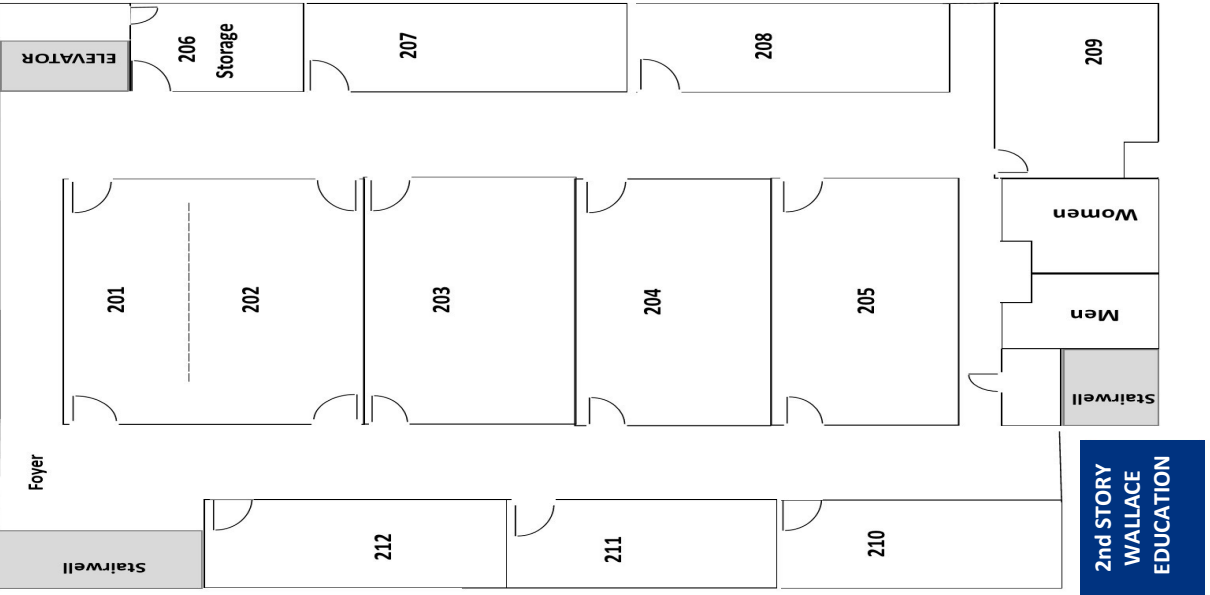 ELEVATOR
206
Storage
207
208
209
201
202
203
204
205
Women
Men
Stairwell
Foyer
Stairwell
212
211
210
2nd STORY
WALLACE
EDUCATION